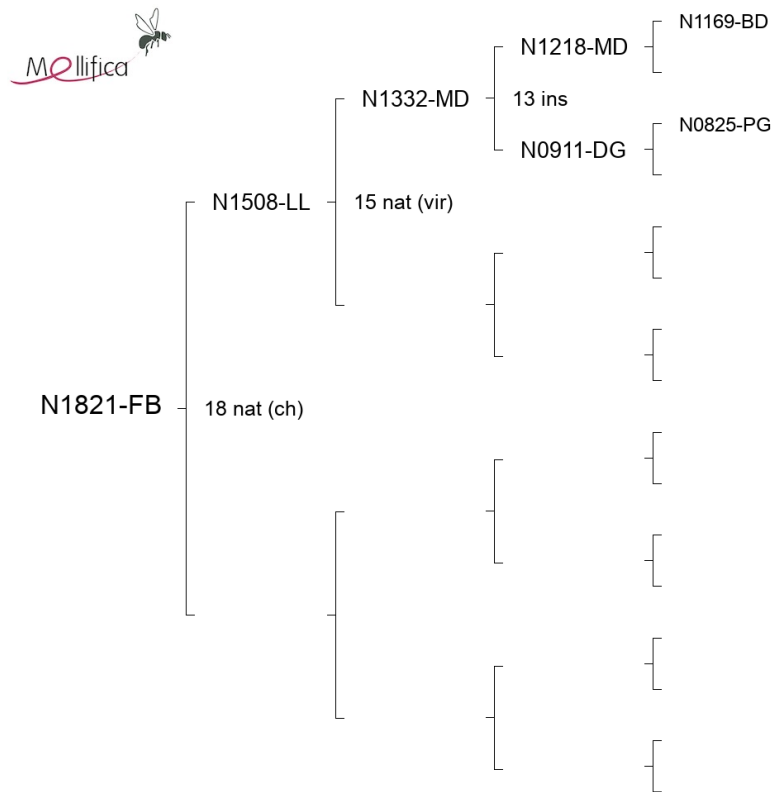 Mellifica
N1169-BD
N1218-MD
N1332-MD
13 ins
N0825-PG
N0911-DG
N1508-LL
15 nat (vir)
N1821-FB
18 nat (ch)